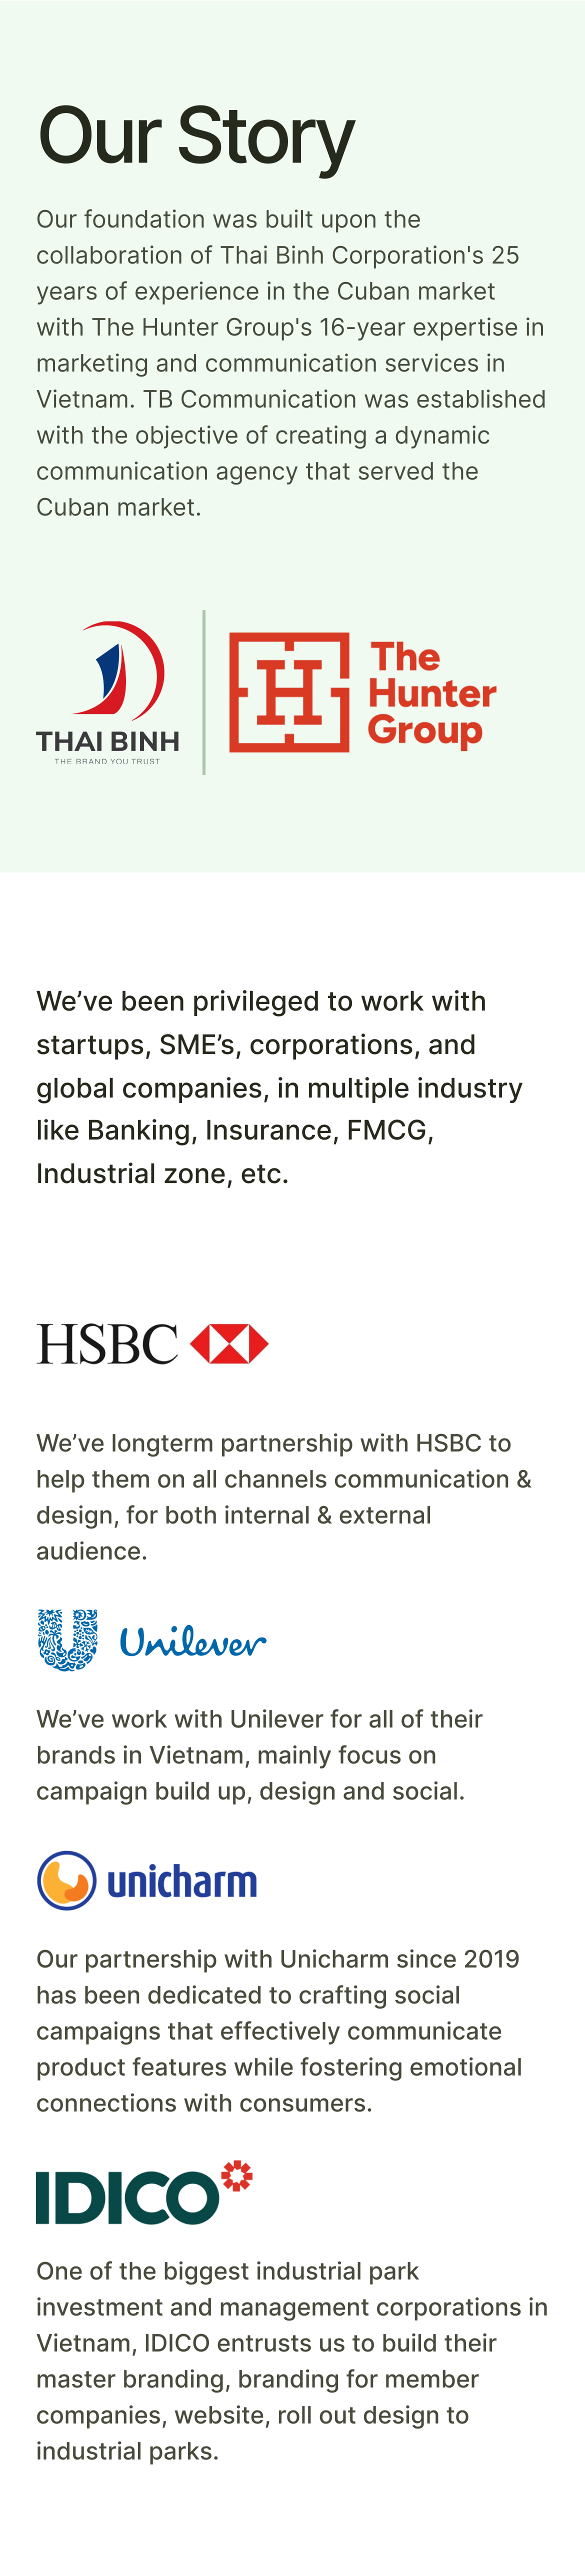 Our Story
Our foundation was built upon the
collaboration of Thai Binh Corporation's 25
years of experience in the Cuban market
with The Hunter Group's 16-year expertise in
marketing and communication services in
Vietnam. TB Communication was established
with the objective of creating a dynamic
communication agency that served the
Cuban market.
THAI BINH
THE BRAND YOU TRUST
H
The
Hunter
Group
We’ve been privileged to work with
startups, SME’s, corporations, and
global companies, in multiple industry
like Banking, Insurance, FMCG,
Industrial zone, etc.
HSBC
We’ve longterm partnership with HSBC to
help them on all channels communication &
design, for both internal & external
audience.
Unilever
We’ve work with Unilever for all of their
brands in Vietnam, mainly focus on
campaign build up, design and social.
unicharm
Our partnership with Unicharm since 2019
has been dedicated to crafting social
campaigns that effectively communicate
product features while fostering emotional
connections with consumers.
IDICO
One of the biggest industrial park
investment and management corporations in
Vietnam, IDICO entrusts us to build their
master branding, branding for member
companies, website, roll out design to
industrial parks.